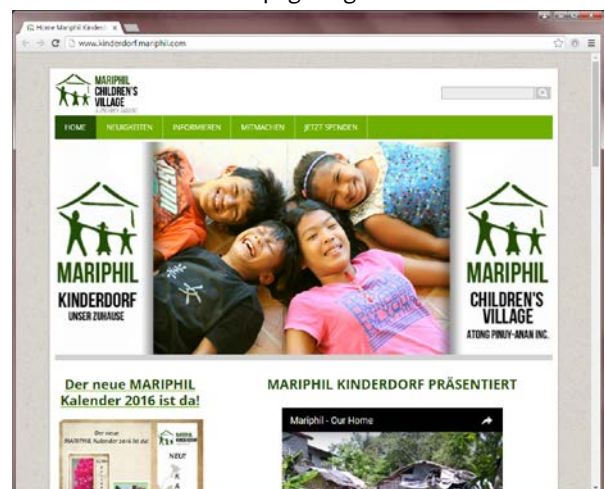 Home Mariphil Kinderd
www.kinderdorf.mariphil.com
MARIPHIL
CHILDREN'S
VILLAGE
HOME NEUIGKEITEN INFORMIEREN MITMACHEN JETZT SPENDEN
MARIPHIL
KINDERDORF
UNSER ZUHAUSE
MARIPHIL
CHILDREN'S
VILLAGE
ATONG PINUY-ANAN INC.
Der neue MARIPHIL
Kalender 2016 ist da!
MARIPHIL KINDERDORF PRÄSENTIERT
Der neue
MARIPHIL Kalender 2016 ist da!
NEUT
K
A
Mariphil - Our Home